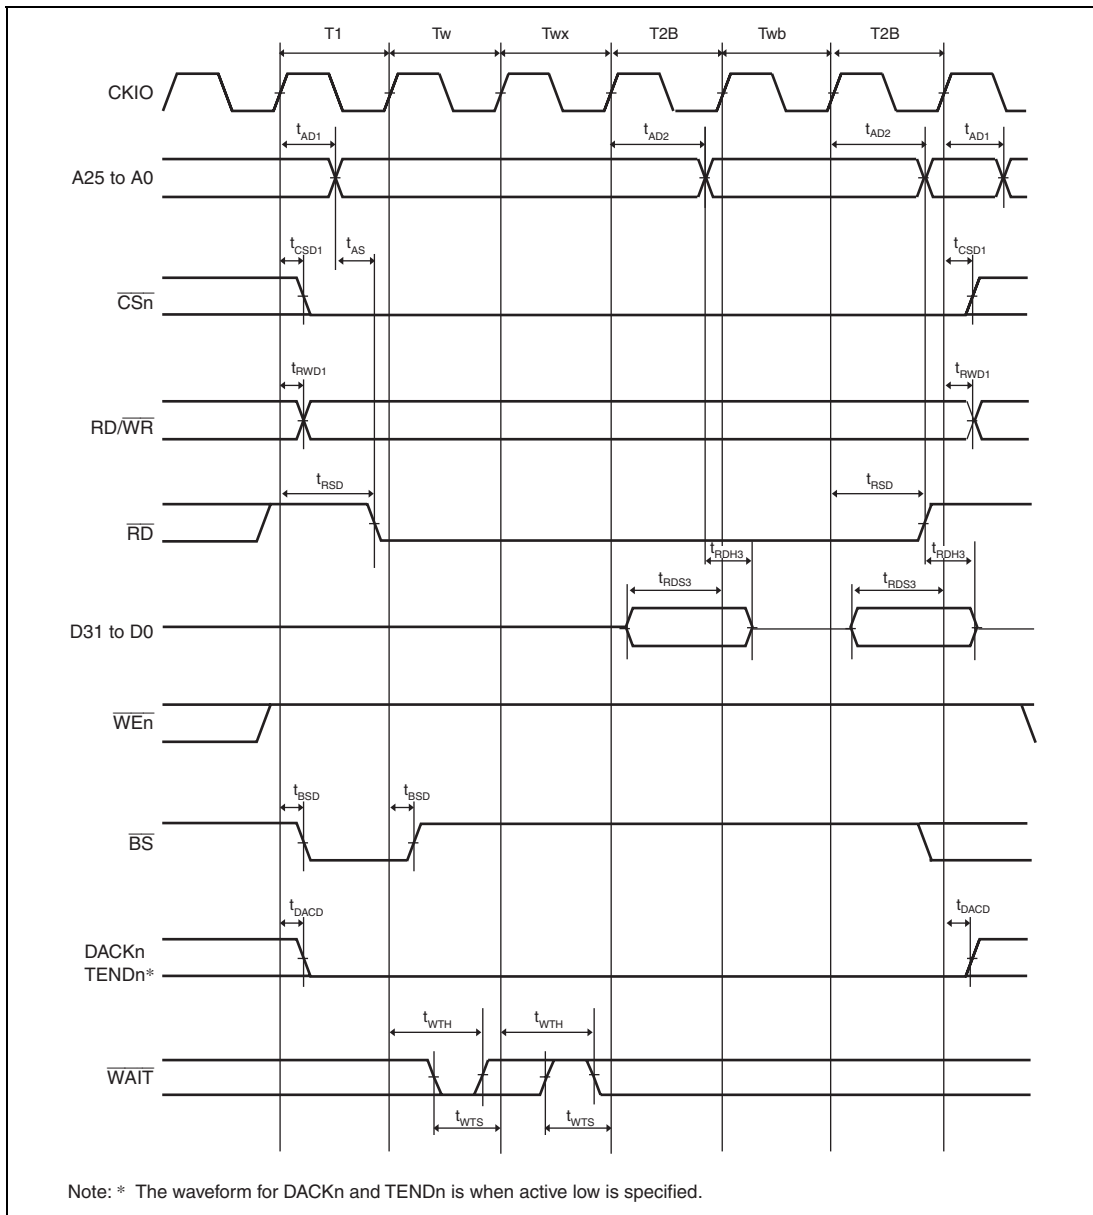 T1 Tw Twx T2B Twb T2B
CKIO
tAD1 tAD2 tAD2 tAD1
A25 to A0
tCSD1 tAS tCSD1
CSn
tRWD1 tRWD1
RD/WR
tRSD tRSD
RD
tRDH3 tRDH3
tRDS3 tRDS3
D31 to D0
WEn
tBSD tBSD
BS
tDACD tDACD
DACKn
TENDn*
tWTH tWTH
WAIT
tWTS tWTS
Note: * The waveform for DACKn and TENDn is when active low is specified.